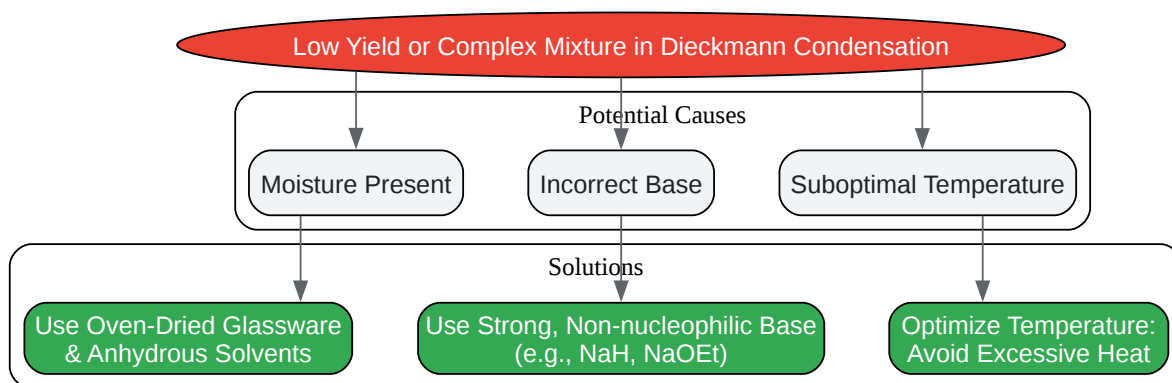 Low Yield or Complex Mixture in Dieckmann Condensation
Potential Causes
Moisture Present
Incorrect Base
Suboptimal Temperature
Solutions
Use Oven-Dried Glassware
& Anhydrous Solvents
Use Strong, Non-nucleophilic Base
(e.g., NaH, NaOEt)
Optimize Temperature:
Avoid Excessive Heat